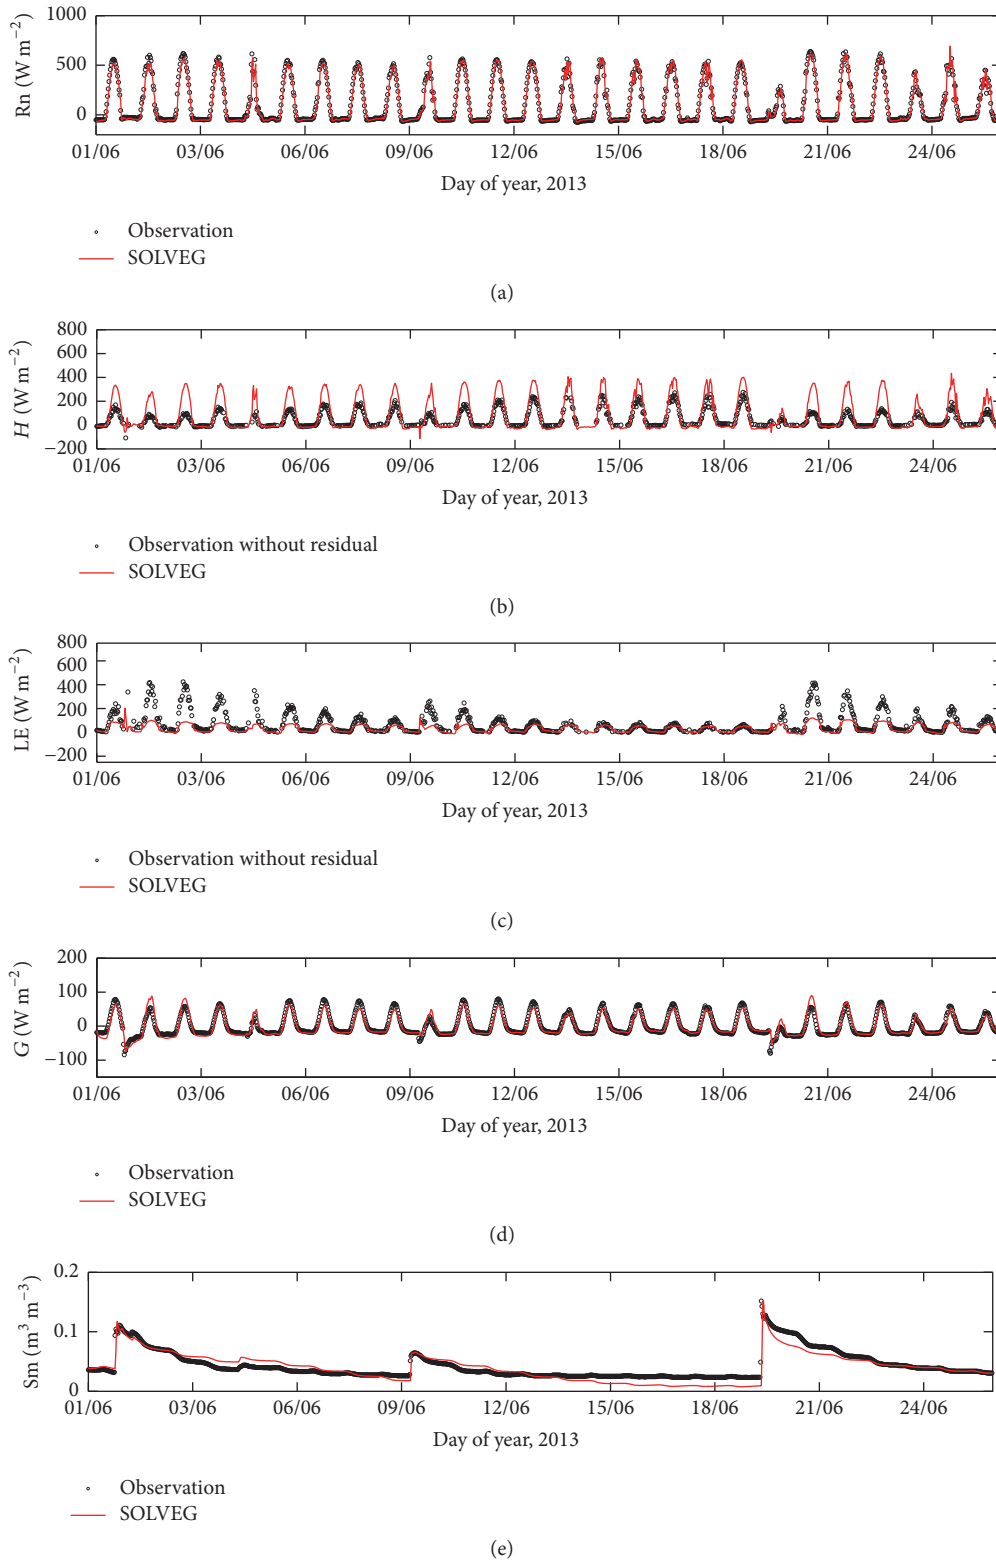 1000
500
0
Rn (W m−2)
01/06 03/06 06/06 09/06 12/06 15/06 18/06 21/06 24/06
Day of year, 2013
Observation
SOLVEG
(a)
800
600
400
200
0
−200
H (W m−2)
01/06 03/06 06/06 09/06 12/06 15/06 18/06 21/06 24/06
Day of year, 2013
Observation without residual
SOLVEG
(b)
800
600
400
200
0
−200
LE (W m−2)
01/06 03/06 06/06 09/06 12/06 15/06 18/06 21/06 24/06
Day of year, 2013
Observation without residual
SOLVEG
(c)
200
100
0
−100
G (W m−2)
01/06 03/06 06/06 09/06 12/06 15/06 18/06 21/06 24/06
Day of year, 2013
Observation
SOLVEG
(d)
0.2
0.1
0
Sm (m3 m−3)
01/06 03/06 06/06 09/06 12/06 15/06 18/06 21/06 24/06
Day of year, 2013
Observation
SOLVEG
(e)